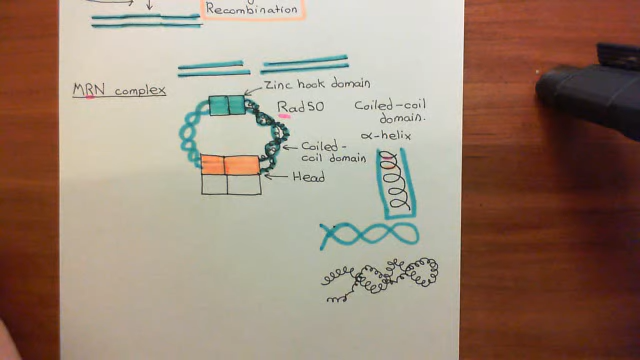 Recombination
MRN complex
Zinc hook domain
Rad50
Coiled-coil
domain.
α-helix
Coiled-
coil domain
Head